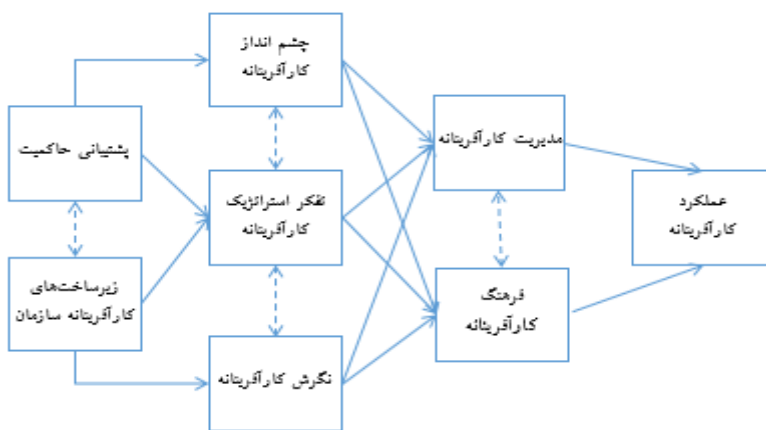 چشم انداز
کارآفرینانه
پشتیبانی حاکمیت
مدیریت کارآفرینانه
تفکر استراتژیک
کارآفرینانه
عملکرد
کارآفرینانه
زیرساخت‌های
کارآفرینانه سازمان
فرهنگ
کارآفرینانه
نگرش کارآفرینانه